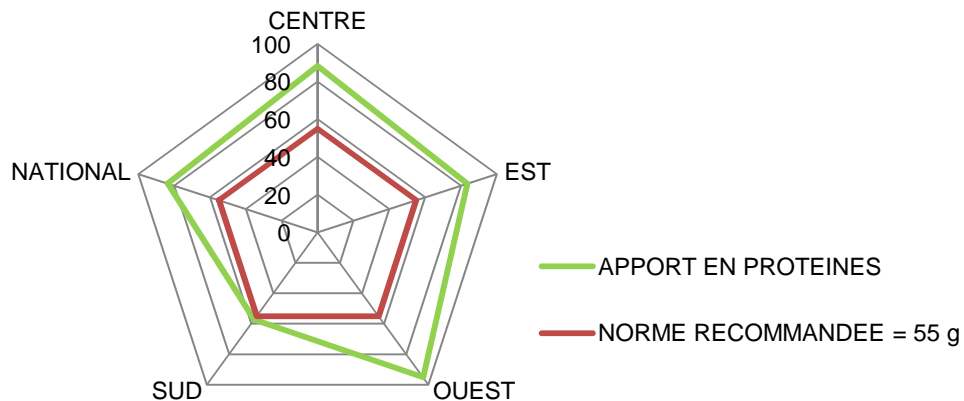 CENTRE
100
80
60
40
20
0
NATIONAL
EST
SUD
OUEST
APPORT EN PROTEINES
NORME RECOMMANDEE = 55 g